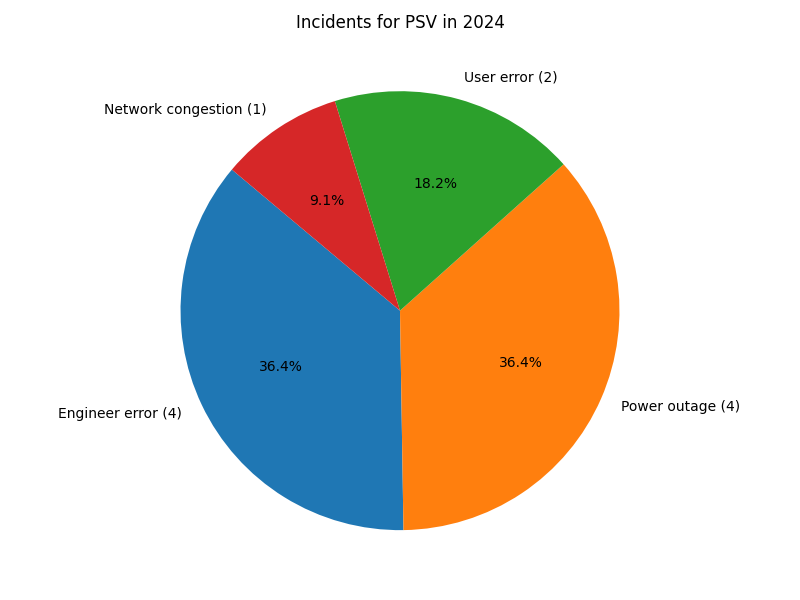 Incidents for PSV in 2024
User error (2)
Network congestion (1)
18.2%
9.1%
36.4%
36.4%
Power outage (4)
Engineer error (4)